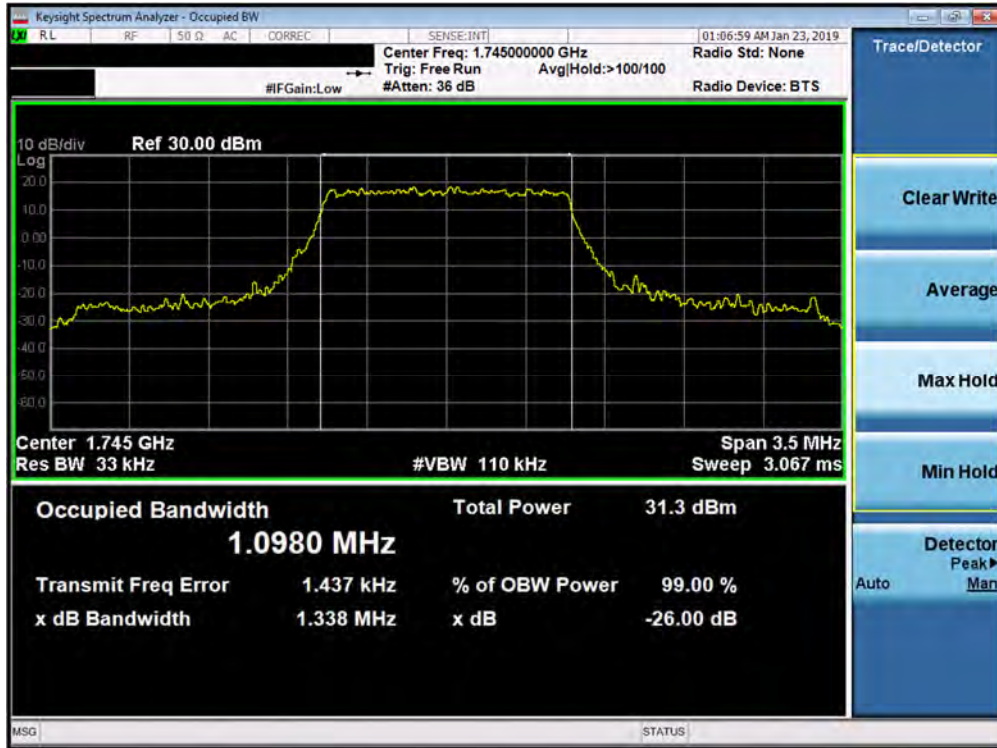 Keysight Spectrum Analyzer - Occupied BW
LXI RL RF 50 Ω AC CORREC SENSE:INT 01:06:59 AM Jan 23, 2019
Center Freq: 1.745000000 GHz Radio Std: None
Trig: Free Run Avg|Hold:>100/100
#IFGain:Low #Atten: 36 dB Radio Device: BTS
10 dB/div Ref 30.00 dBm
Log
20.0
10.0
0.00
-10.0
-20.0
-30.0
-40.0
-50.0
-60.0
Center 1.745 GHz Span 3.5 MHz
Res BW 33 kHz #VBW 110 kHz Sweep 3.067 ms
Occupied Bandwidth Total Power 31.3 dBm
1.0980 MHz
Transmit Freq Error 1.437 kHz % of OBW Power 99.00 %
x dB Bandwidth 1.338 MHz x dB -26.00 dB
MSG STATUS
Trace/Detector
Clear Write
Average
Max Hold
Min Hold
Detector
Peak▶
Auto Man